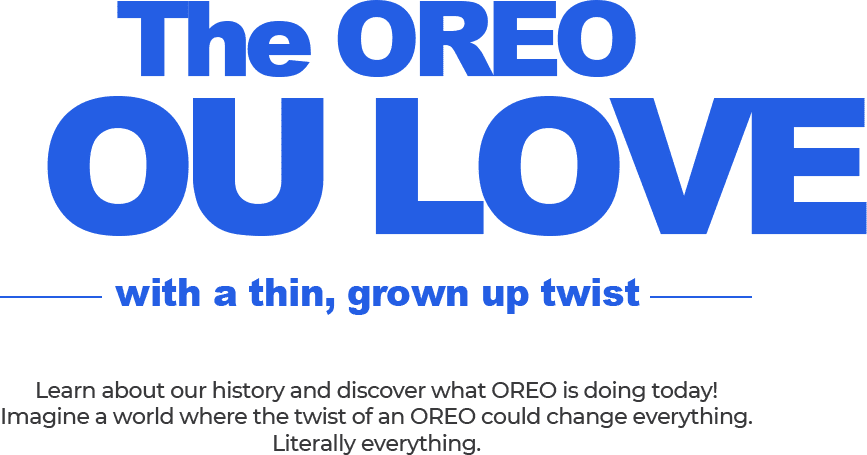 The OREO
OU LOVE
with a thin, grown up twist
Learn about our history and discover what OREO is doing today!
Imagine a world where the twist of an OREO could change everything.
Literally everything.